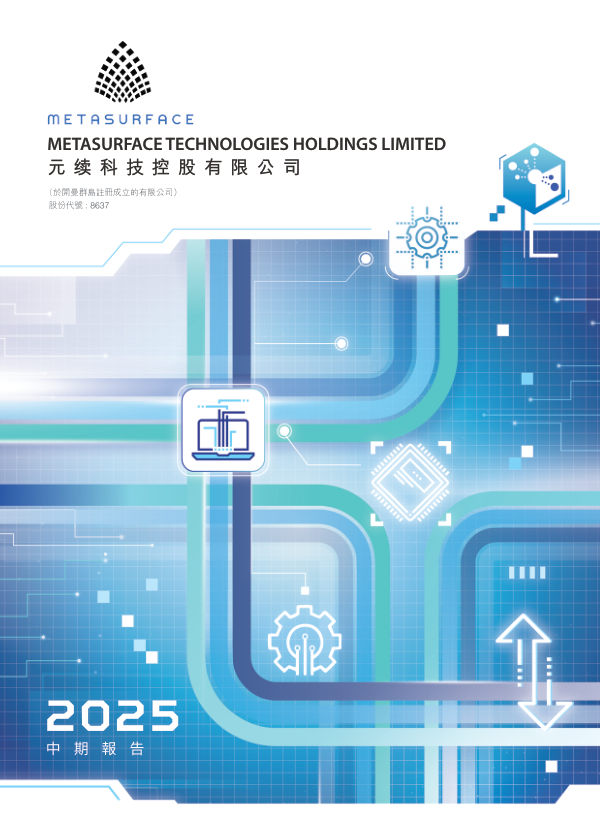 METASURFACE
METASURFACE TECHNOLOGIES HOLDINGS LIMITED
元续科技控股有限公司
（於開曼群島註冊成立的有限公司）
股份代號 : 8637
2025
中期報告